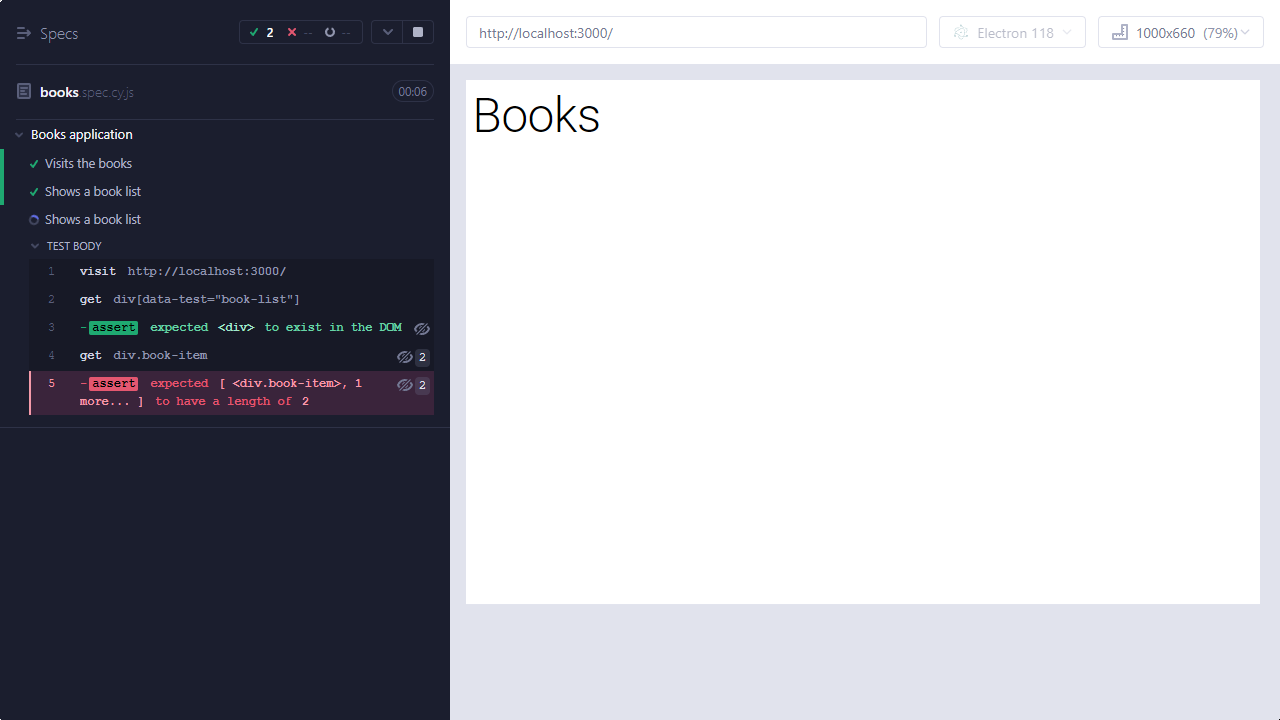 Specs
2 -- --
books.spec.cy.js 00:06
Books application
Visits the books
Shows a book list
Shows a book list
TEST BODY
1 visit http://localhost:3000/
2 get div[data-test="book-list"]
3 -assert expected <div> to exist in the DOM
4 get div.book-item 2
5 -assert expected [ <div.book-item>, 1 2
more... ] to have a length of 2
http://localhost:3000/
Electron 118
1000x660 (79%)
Books